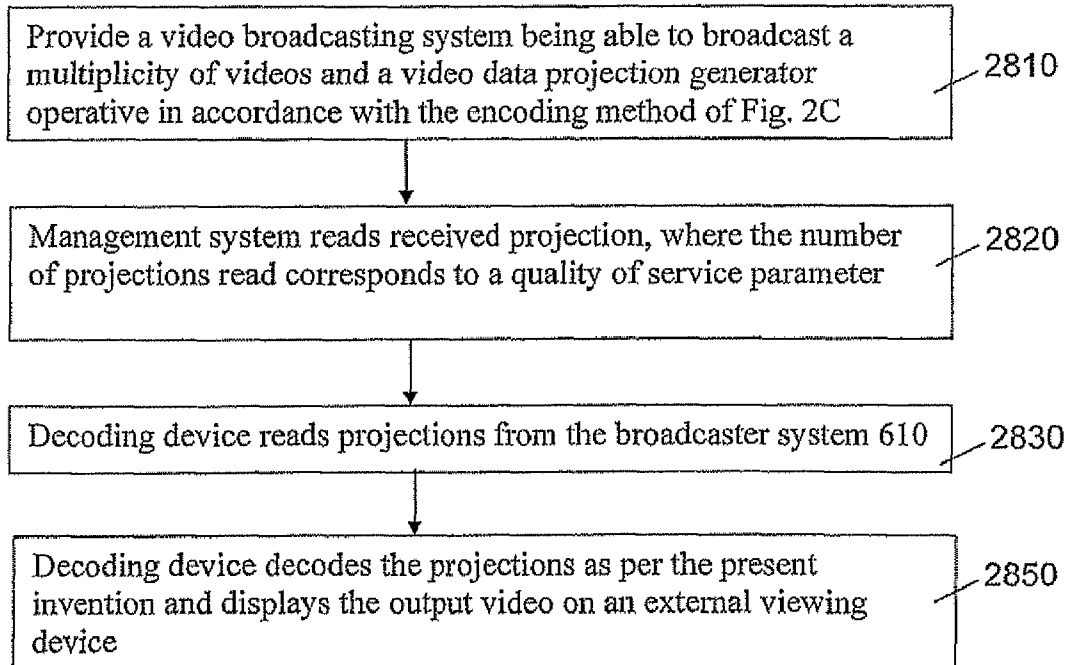 Provide a video broadcasting system being able to broadcast a
multiplicity of videos and a video data projection generator
operative in accordance with the encoding method of Fig. 2C
2810
Management system reads received projection, where the number
of projections read corresponds to a quality of service parameter
2820
Decoding device reads projections from the broadcaster system 610
2830
Decoding device decodes the projections as per the present
invention and displays the output video on an external viewing
device
2850